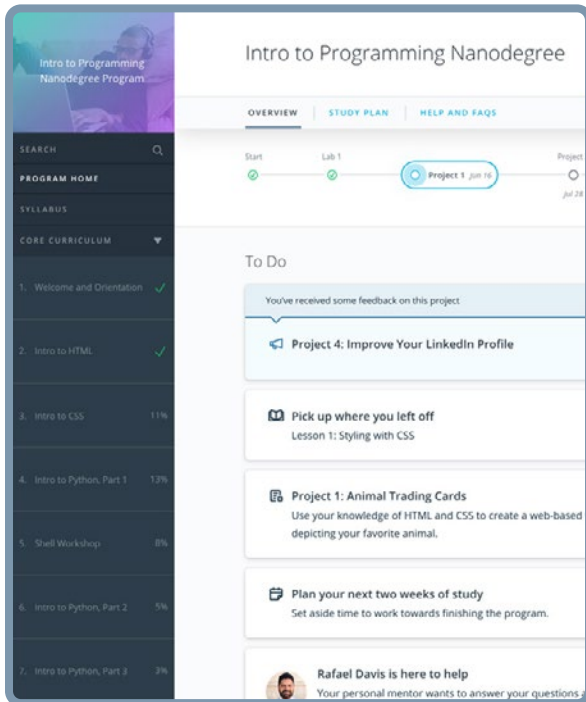 Intro to Programming
Nanodegree Program
SEARCH
PROGRAM HOME
SYLLABUS
CORE CURRICULUM
1. Welcome and Orientation
2. Intro to HTML
3. Intro to CSS 11%
4. Intro to Python, Part 1 13%
5. Shell Workshop 8%
6. Intro to Python, Part 2 5%
7. Intro to Python, Part 3 3%
Intro to Programming Nanodegree
OVERVIEW STUDY PLAN HELP AND FAQS
Start Lab 1 Project
Project 1 Jun 16
Jul 28
To Do
You've received some feedback on this project
Project 4: Improve Your LinkedIn Profile
Pick up where you left off
Lesson 1: Styling with CSS
Project 1: Animal Trading Cards
Use your knowledge of HTML and CSS to create a web-based
depicting your favorite animal.
Plan your next two weeks of study
Set aside time to work towards finishing the program.
Rafael Davis is here to help
Your personal mentor wants to answer your questions a